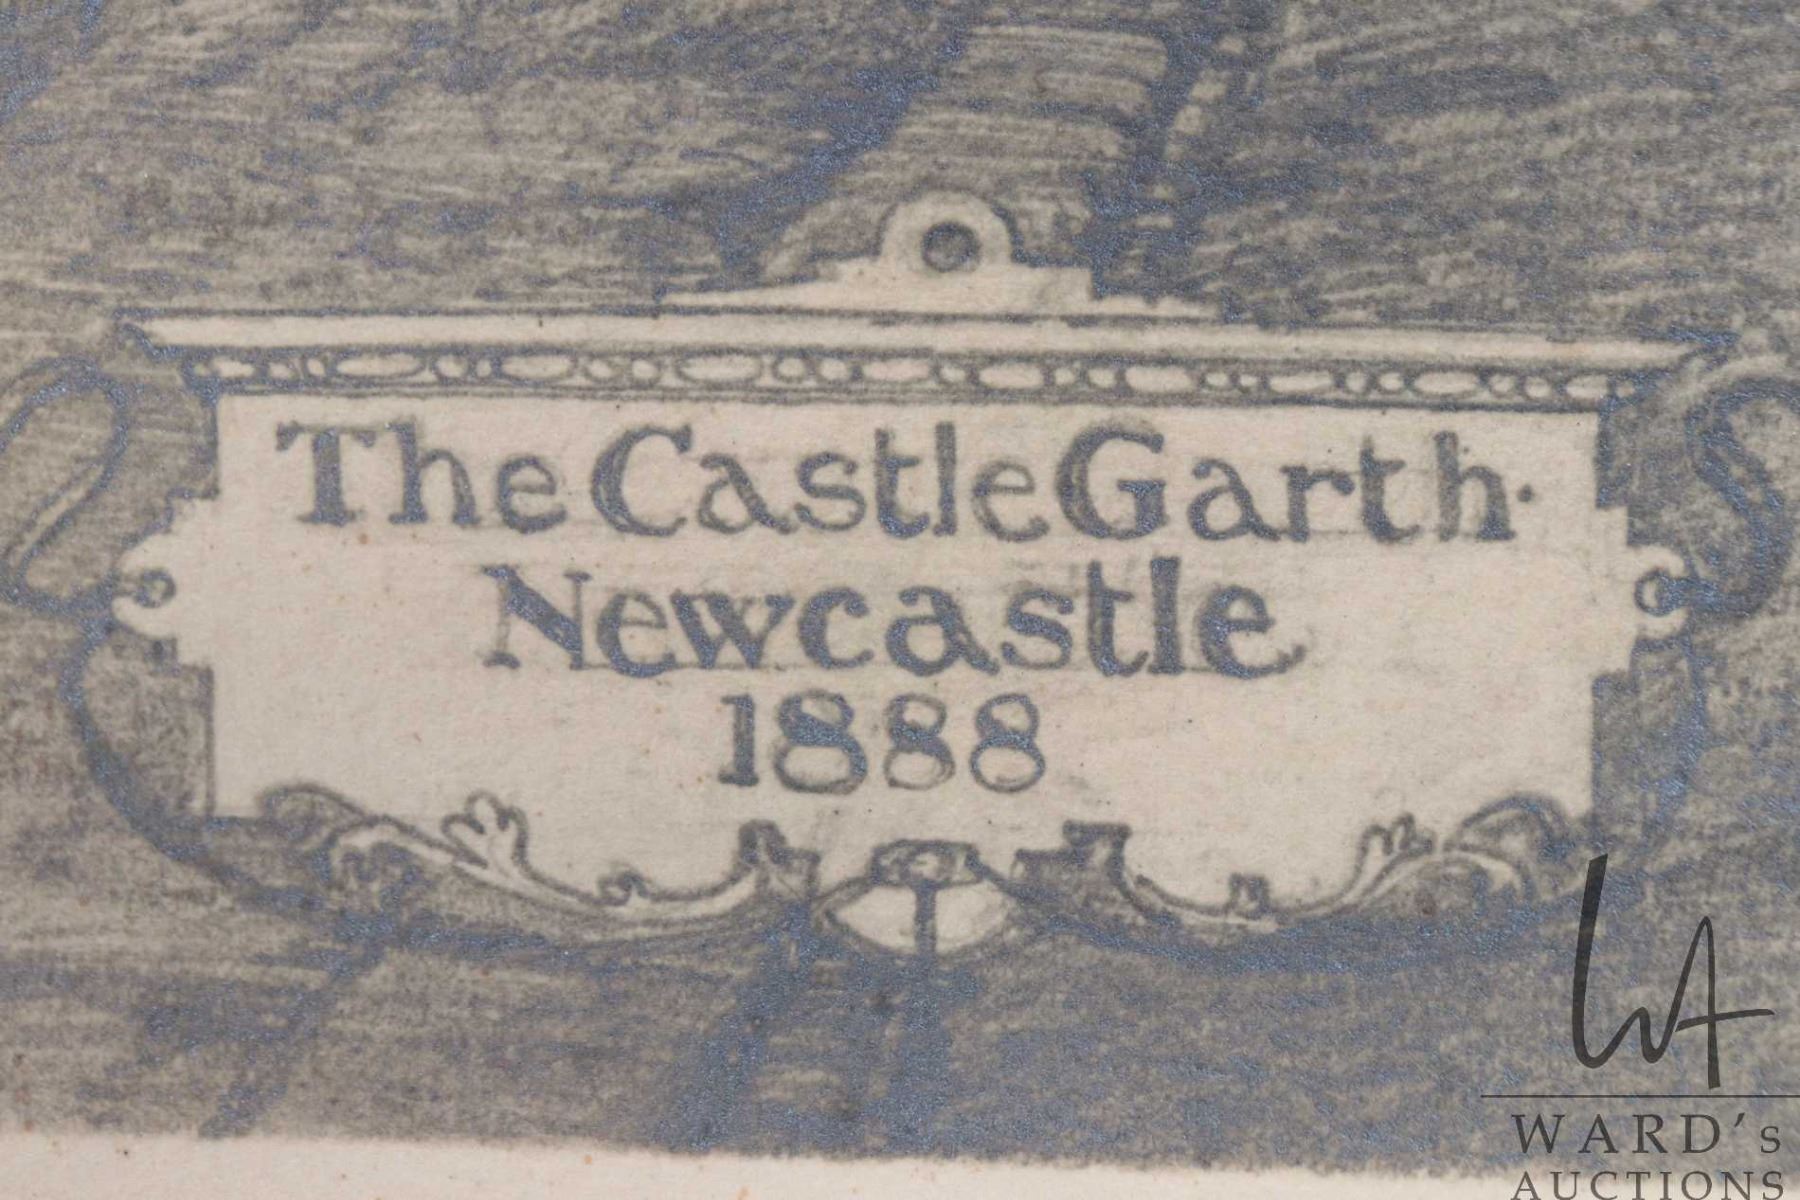 The Castle Garth·
Newcastle
1888
WARD's
AUCTIONS